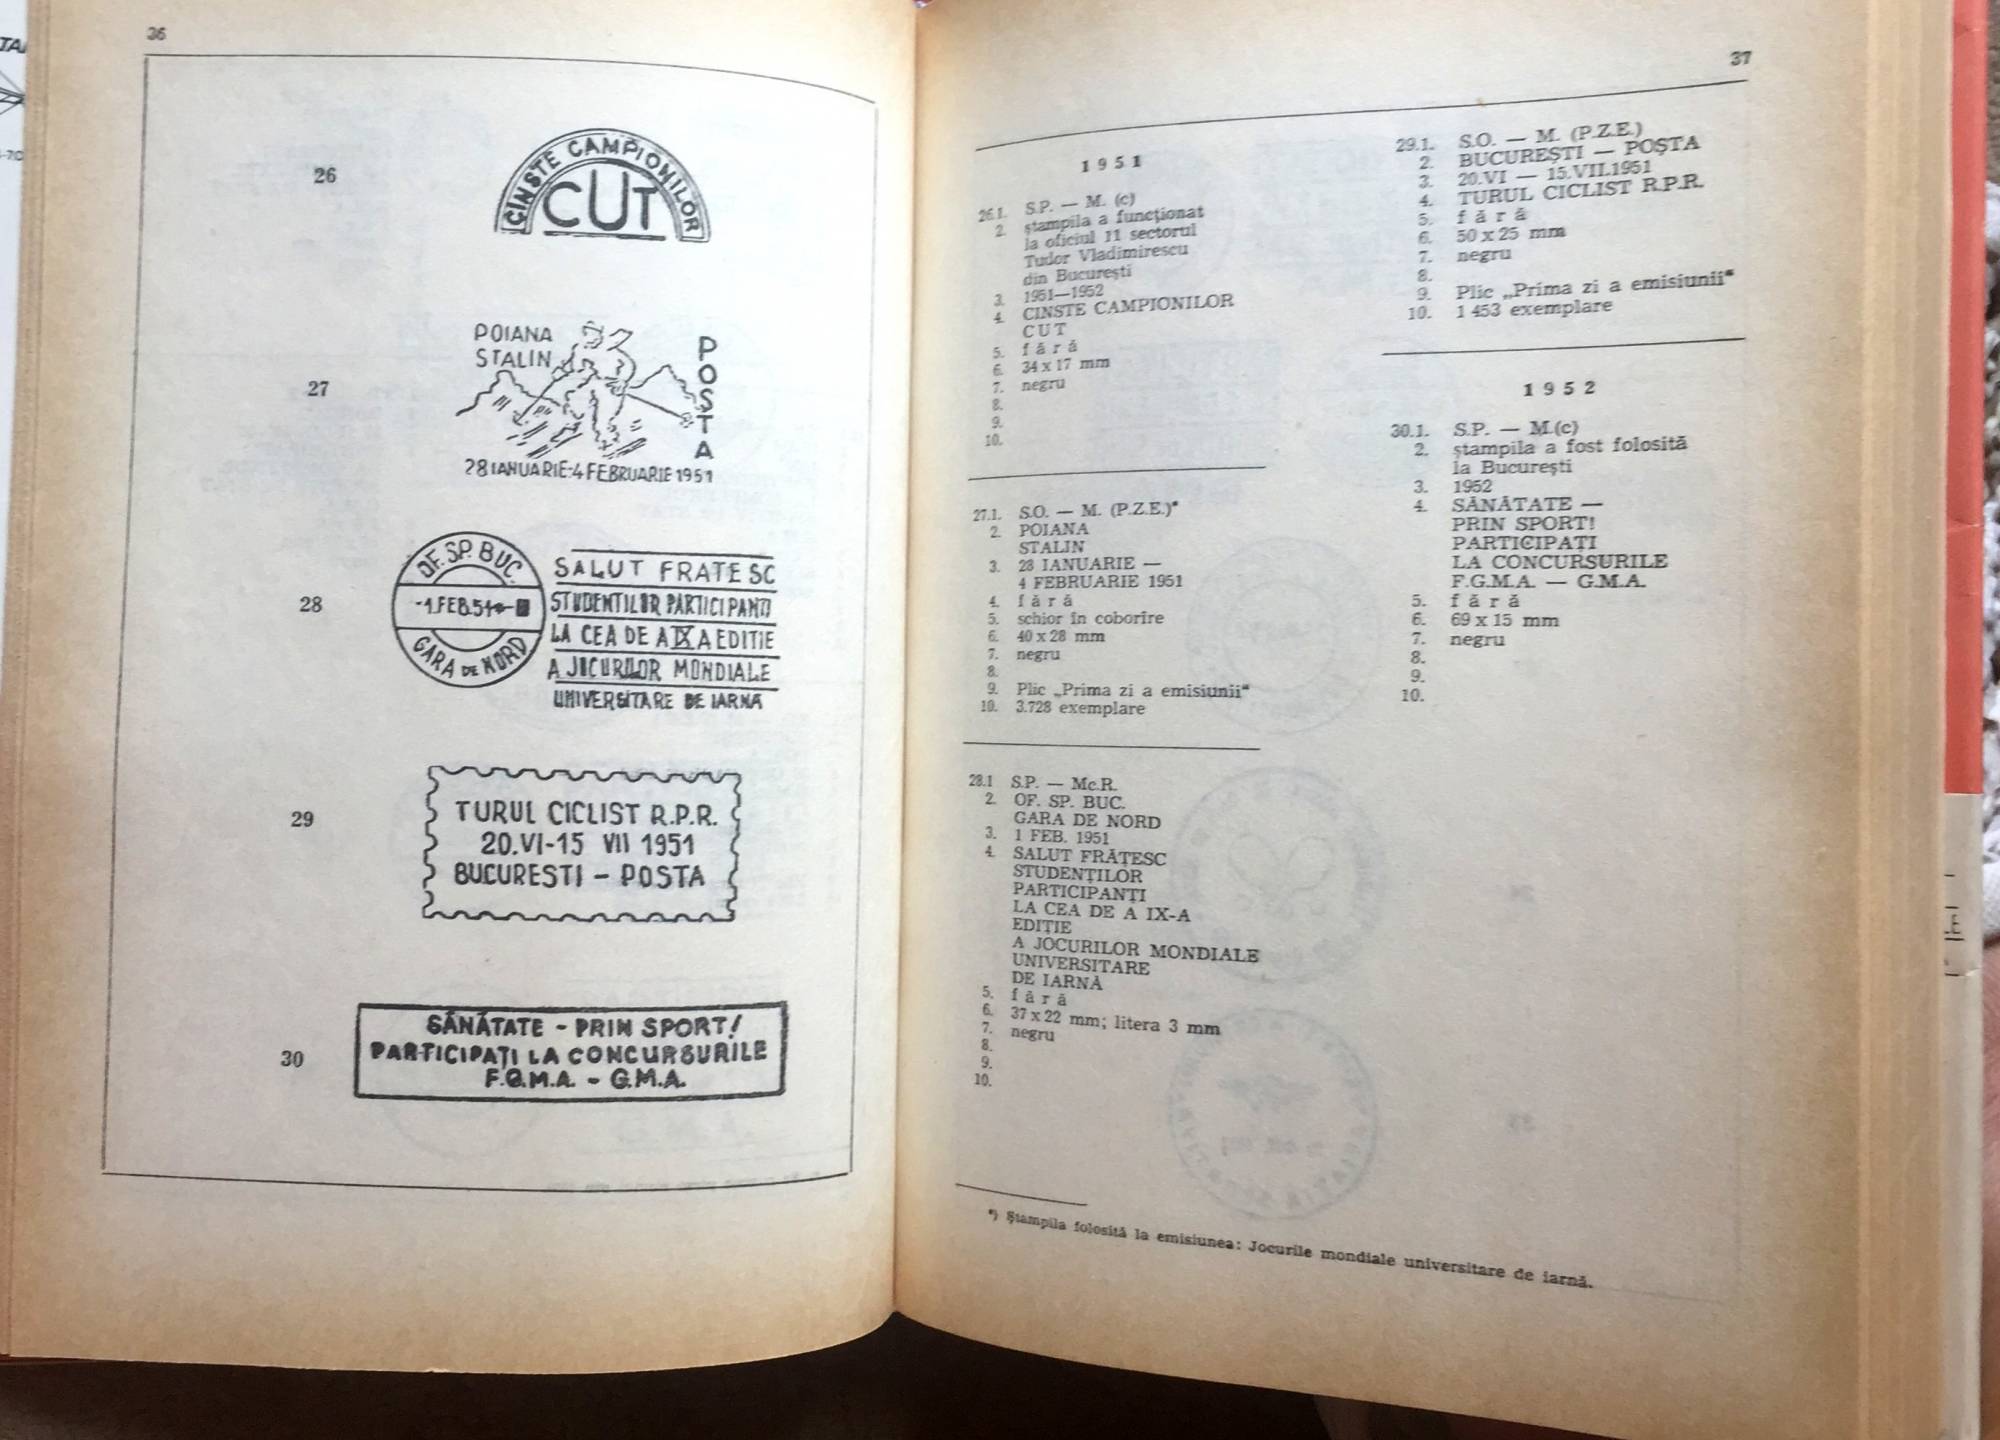 36
26
CINSTE CAMPIONILOR
CUT
27
POIANA
STALIN
POSTA
28 IANUARIE-4 FEBRUARIE 1951
28
OF. SP. BUC.
-1.FEB.51
GARA DE NORD
SALUT FRATESC
STUDENTILOR PARTICIPANTI
LA CEA DE A IX A EDITIE
A JOCURILOR MONDIALE
UNIVERSITARE DE IARNA
29
TURUL CICLIST R.P.R.
20.VI-15 VII 1951
BUCURESTI - POSTA
30
SĂNĂTATE - PRIN SPORT!
PARTICIPAȚI LA CONCURSURILE
F.G.M.A. - G.M.A.
37
1951
26.1. S.P. — M. (c)
2. ștampila a funcționat
la oficiul 11 sectorul
Tudor Vladimirescu
din București
3. 1951—1952
4. CINSTE CAMPIONILOR
CUT
5. fără
6. 34 x 17 mm
7. negru
8.
9.
10.
27.1. S.O. — M. (P.Z.E.)*
2. POIANA
STALIN
3. 28 IANUARIE —
4 FEBRUARIE 1951
4. fără
5. schior în coborîre
6. 40 x 28 mm
7. negru
8.
9. Plic „Prima zi a emisiunii“
10. 3.728 exemplare
28.1 S.P. — Mc.R.
2. OF. SP. BUC.
GARA DE NORD
3. 1 FEB. 1951
4. SALUT FRĂȚESC
STUDENȚILOR
PARTICIPANȚI
LA CEA DE A IX-A
EDIȚIE
A JOCURILOR MONDIALE
UNIVERSITARE
DE IARNĂ
5. fără
6. 37 x 22 mm; litera 3 mm
7. negru
8.
9.
10.
29.1. S.O. — M. (P.Z.E.)
2. BUCUREȘTI — POȘTA
3. 20.VI — 15.VII.1951
4. TURUL CICLIST R.P.R.
5. fără
6. 50 x 25 mm
7. negru
8.
9. Plic „Prima zi a emisiunii“
10. 1 453 exemplare
1952
30.1. S.P. — M.(c)
2. ștampila a fost folosită
la București
3. 1952
4. SĂNĂTATE —
PRIN SPORT!
PARTICIPAȚI
LA CONCURSURILE
F.G.M.A. — G.M.A.
5. fără
6. 69 x 15 mm
7. negru
8.
9.
10.
*) Ștampila folosită la emisiunea: Jocurile mondiale universitare de iarnă.